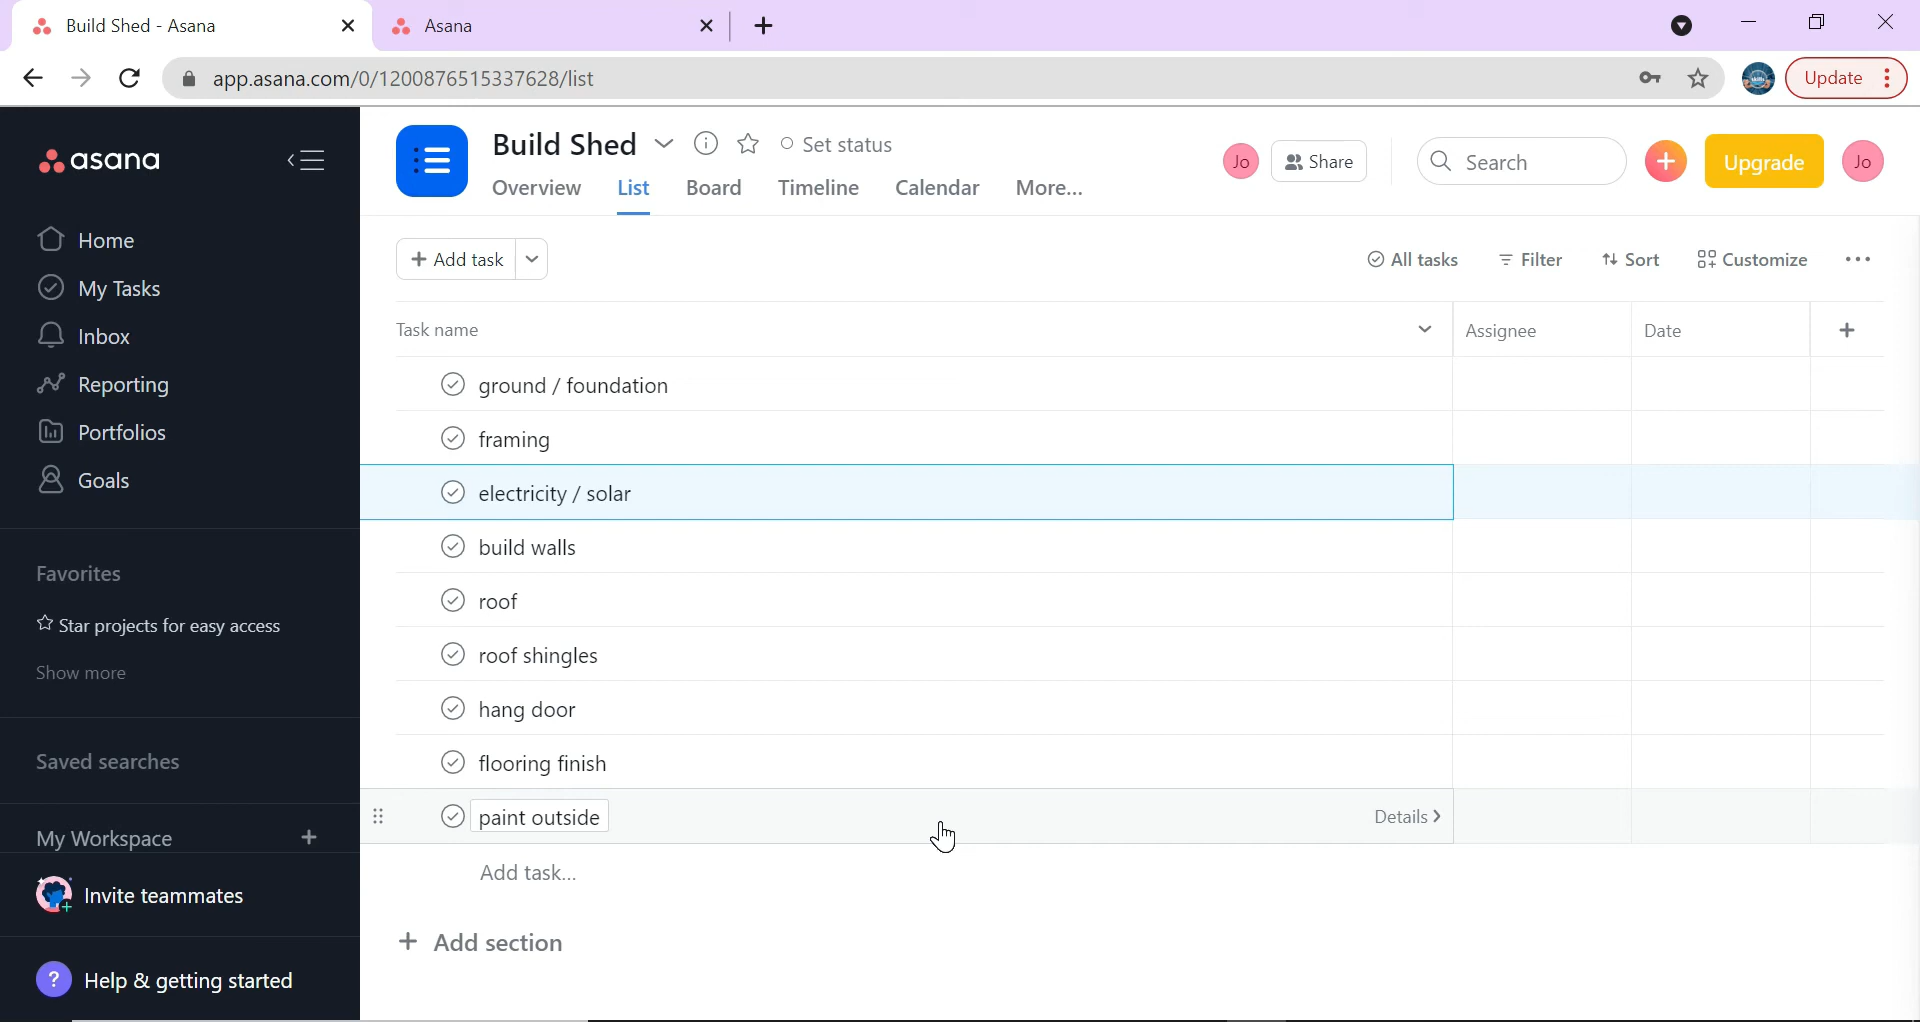 Build Shed - Asana
Asana
app.asana.com/0/1200876515337628/list
Update
asana
Build Shed
Set status
Jo
Share
Search
Upgrade
Jo
Overview
List
Board
Timeline
Calendar
More...
Home
My Tasks
Inbox
Reporting
Portfolios
Goals
Favorites
Star projects for easy access
Show more
Saved searches
My Workspace
Invite teammates
? Help & getting started
Add task
All tasks
Filter
Sort
Customize
Task name
Assignee
Date
ground / foundation
framing
electricity / solar
build walls
roof
roof shingles
hang door
flooring finish
paint outside
Details
Add task...
Add section